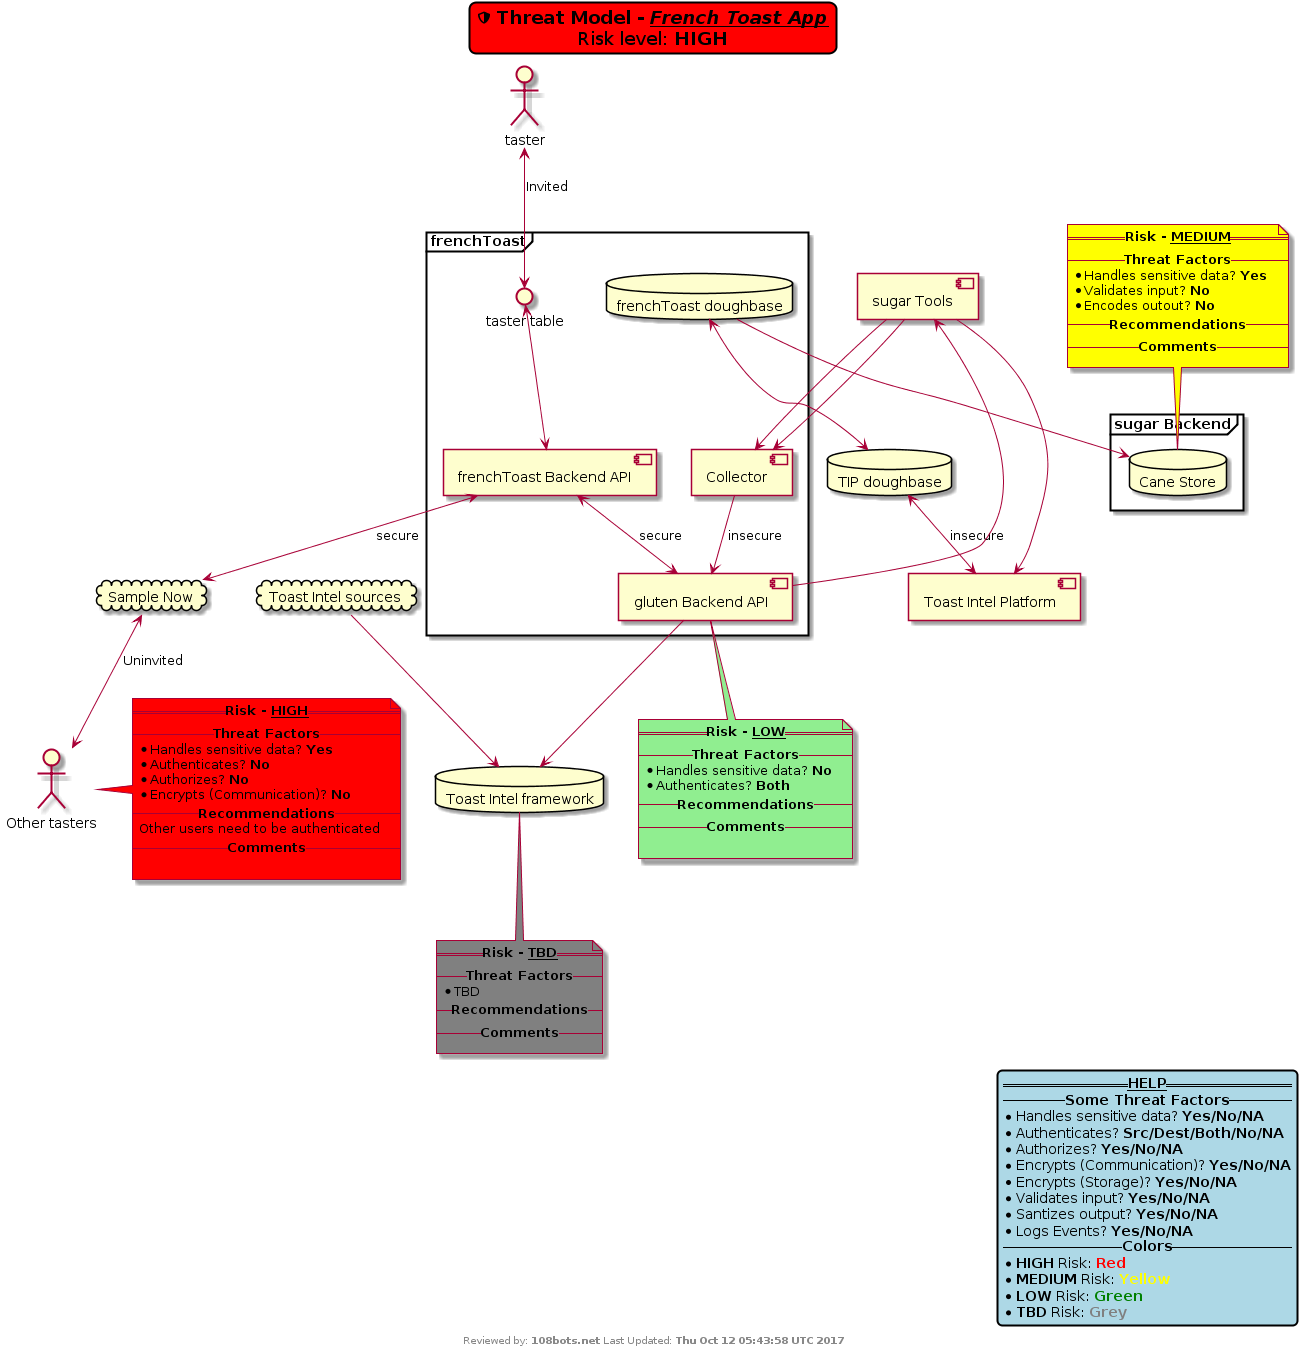 Threat Model - French Toast App
Risk level: HIGH
taster
Invited
frenchToast
taster table
frenchToast doughbase
sugar Tools
Risk - MEDIUM
Threat Factors
• Handles sensitive data? Yes
• Validates input? No
• Encodes outout? No
Recommendations
Comments
sugar Backend
Cane Store
frenchToast Backend API
Collector
TIP doughbase
secure
secure
insecure
insecure
Sample Now
Toast Intel sources
gluten Backend API
Toast Intel Platform
Uninvited
Other tasters
Risk - HIGH
Threat Factors
• Handles sensitive data? Yes
• Authenticates? No
• Authorizes? No
• Encrypts (Communication)? No
Recommendations
Other users need to be authenticated
Comments
Toast Intel framework
Risk - LOW
Threat Factors
• Handles sensitive data? No
• Authenticates? Both
Recommendations
Comments
Risk - TBD
Threat Factors
• TBD
Recommendations
Comments
HELP
Some Threat Factors
• Handles sensitive data? Yes/No/NA
• Authenticates? Src/Dest/Both/No/NA
• Authorizes? Yes/No/NA
• Encrypts (Communication)? Yes/No/NA
• Encrypts (Storage)? Yes/No/NA
• Validates input? Yes/No/NA
• Santizes output? Yes/No/NA
• Logs Events? Yes/No/NA
Colors
• HIGH Risk: Red
• MEDIUM Risk: Yellow
• LOW Risk: Green
• TBD Risk: Grey
Reviewed by: 108bots.net Last Updated: Thu Oct 12 05:43:58 UTC 2017